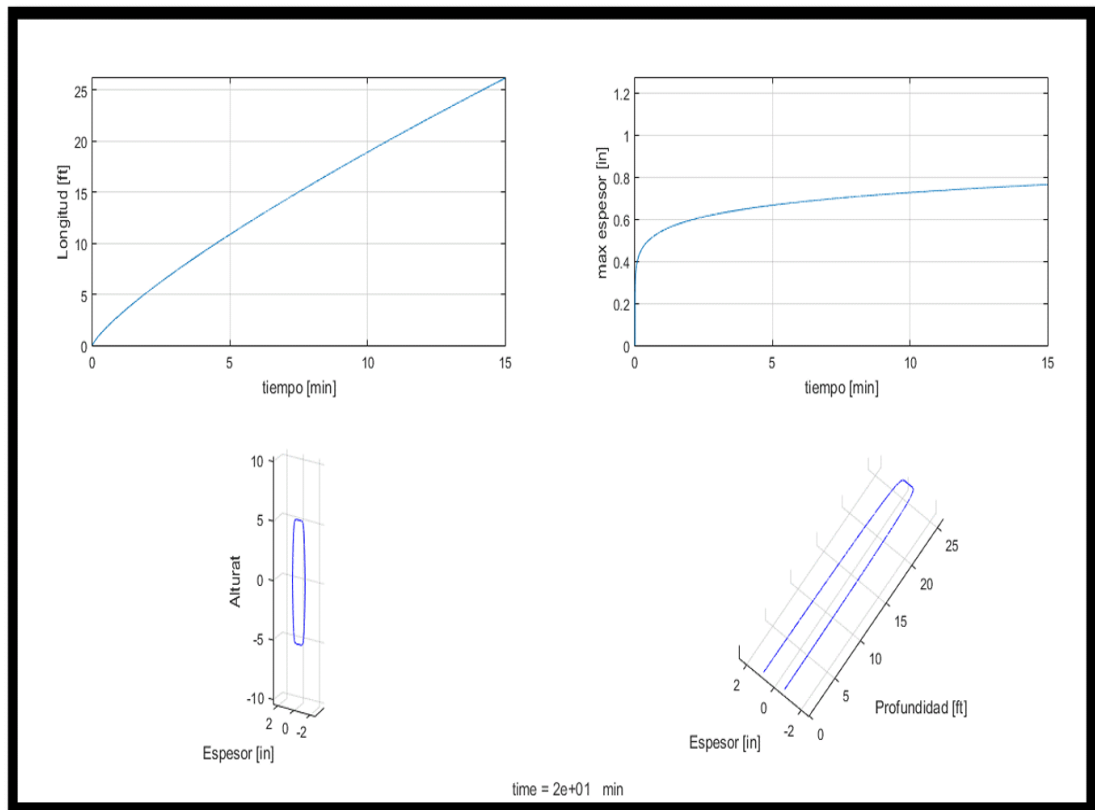 25
20
15
10
5
0
Longitud [ft]
0 5 10 15
tiempo [min]
1.2
1
0.8
0.6
0.4
0.2
0
max espesor [in]
0 5 10 15
tiempo [min]
10
5
0
-5
-10
Alturat
2 0 -2
Espesor [in]
25
20
15
10
5
0
Profundidad [ft]
2
0
-2
Espesor [in]
time = 2e+01 min